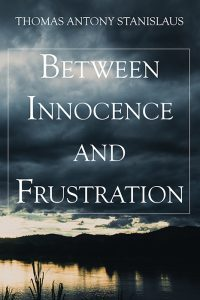 THOMAS ANTONY STANISLAUS
BETWEEN
INNOCENCE
AND
FRUSTRATION